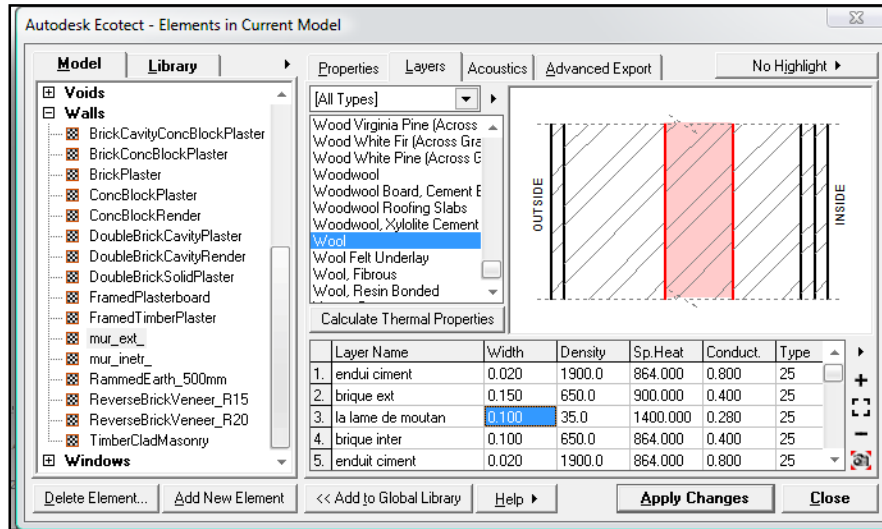 Autodesk Ecotect - Elements in Current Model
Model
Library
Properties
Layers
Acoustics
Advanced Export
No Highlight
Voids
Walls
BrickCavityConcBlockPlaster
BrickConcBlockPlaster
BrickPlaster
ConcBlockPlaster
ConcBlockRender
DoubleBrickCavityPlaster
DoubleBrickCavityRender
DoubleBrickSolidPlaster
FramedPlasterboard
FramedTimberPlaster
mur_ext_
mur_inetr_
RammedEarth_500mm
ReverseBrickVeneer_R15
ReverseBrickVeneer_R20
TimberCladMasonry
Windows
[All Types]
Wood Virginia Pine (Across
Wood White Fir (Across Gra
Wood White Pine (Across G
Woodwool
Woodwool Board, Cement B
Woodwool Roofing Slabs
Woodwool, Xylolite Cement
Wool
Wool Felt Underlay
Wool, Fibrous
Wool, Resin Bonded
Calculate Thermal Properties
OUTSIDE
INSIDE
Layer Name Width Density Sp.Heat Conduct. Type
1. endui ciment 0.020 1900.0 864.000 0.800 25
2. brique ext 0.150 650.0 900.000 0.400 25
3. la lame de moutan 0.100 35.0 1400.000 0.280 25
4. brique inter 0.100 650.0 864.000 0.400 25
5. enduit ciment 0.020 1900.0 864.000 0.800 25
Delete Element...
Add New Element
<< Add to Global Library
Help
Apply Changes
Close